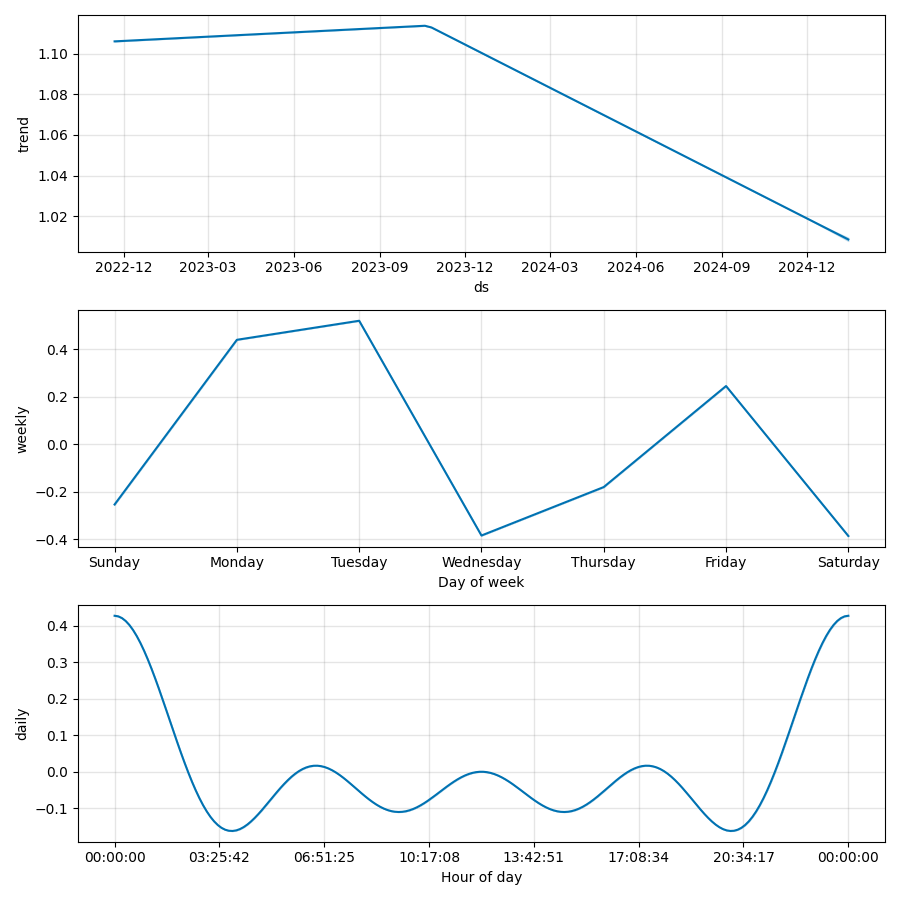 1.10
1.08
1.06
1.04
1.02
trend
2022-12 2023-03 2023-06 2023-09 2023-12 2024-03 2024-06 2024-09 2024-12
ds
0.4
0.2
0.0
−0.2
−0.4
weekly
Sunday Monday Tuesday Wednesday Thursday Friday Saturday
Day of week
0.4
0.3
0.2
0.1
0.0
−0.1
daily
00:00:00 03:25:42 06:51:25 10:17:08 13:42:51 17:08:34 20:34:17 00:00:00
Hour of day